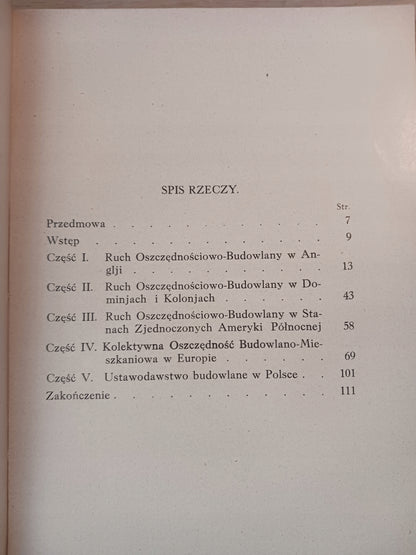 SPIS RZECZY.
Str.
Przedmowa . . . . . . . . . . . 7
Wstęp . . . . . . . . . . . 9
Część I. Ruch Oszczędnościowo-Budowlany w An-
glji . . . . . . . . . . 13
Część II. Ruch Oszczędnościowo-Budowlany w Do-
minjach i Kolonjach . . . . . 43
Część III. Ruch Oszczędnościowo-Budowlany w Sta-
nach Zjednoczonych Ameryki Północnej 58
Część IV. Kolektywna Oszczędność Budowlano-Mie-
szkaniowa w Europie . . . . . 69
Część V. Ustawodawstwo budowlane w Polsce . . 101
Zakończenie . . . . . . . . . . . 111